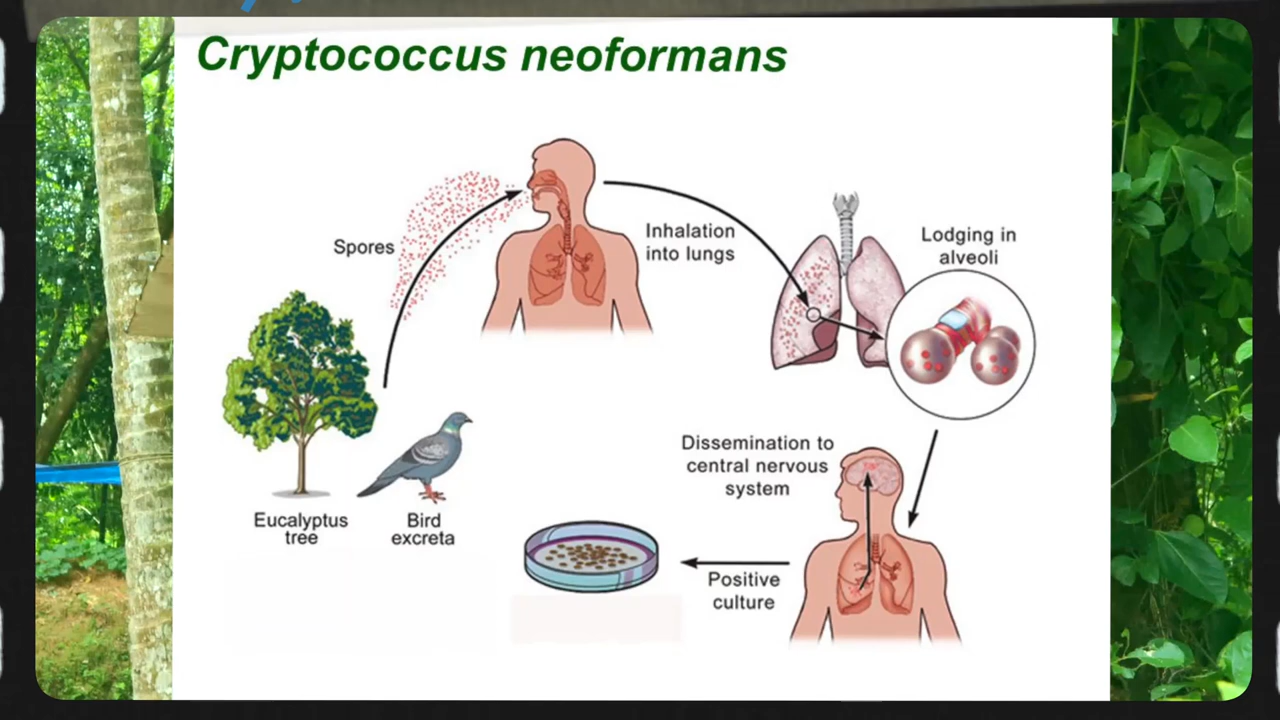 Cryptococcus neoformans
Spores
Inhalation
into lungs
Lodging in
alveoli
Eucalyptus
tree
Bird
excreta
Dissemination to
central nervous
system
Positive
culture